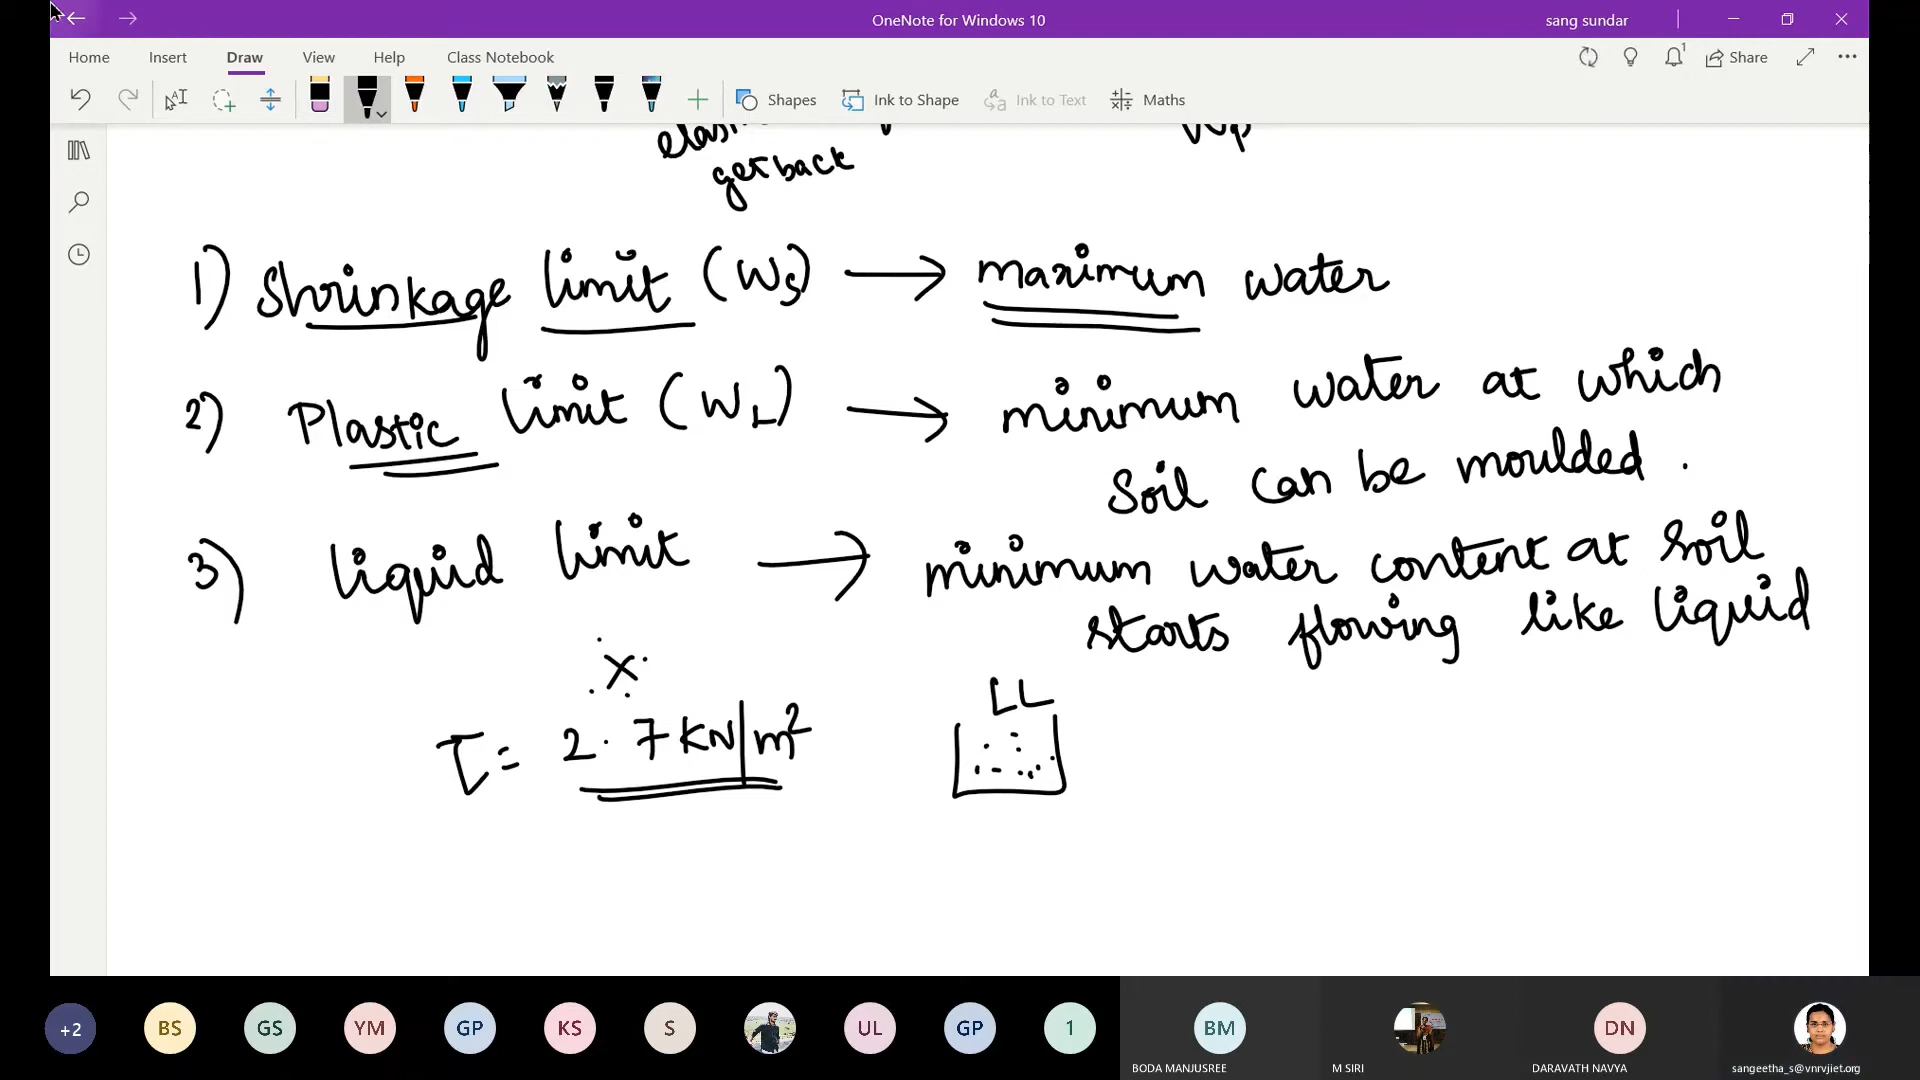 OneNote for Windows 10
sang sundar
Home Insert Draw View Help Class Notebook
1 Share
Shapes Ink to Shape Ink to Text Maths
getback
1) Shrinkage limit (Ws) → maximum water
2) Plastic limit (WL) → minimum water at which
soil can be moulded.
3) liquid limit → minimum water content at soil
starts flowing like liquid
X
τ = 2.7 KN/m²
LL
+2 BS GS YM GP KS S UL GP 1 BM DN
BODA MANJUSREE M SIRI DARAVATH NAVYA sangeetha_s@vnrvjiet.org